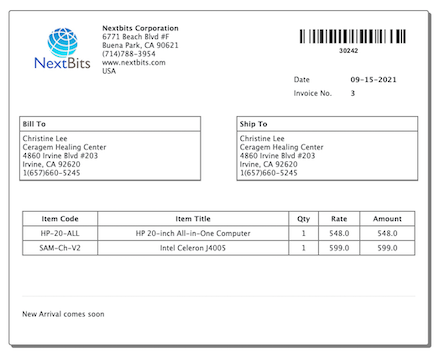 NextBits
Nextbits Corporation
6771 Beach Blvd #F
Buena Park, CA 90621
(714)788-3954
www.nextbits.com
USA
30242
Date 09-15-2021
Invoice No. 3
Bill To
Christine Lee
Ceragem Healing Center
4860 Irvine Blvd #203
Irvine, CA 92620
1(657)660-5245
Ship To
Christine Lee
Ceragem Healing Center
4860 Irvine Blvd #203
Irvine, CA 92620
1(657)660-5245
Item Code Item Title Qty Rate Amount
HP-20-ALL HP 20-inch All-in-One Computer 1 548.0 548.0
SAM-Ch-V2 Intel Celeron J4005 1 599.0 599.0
New Arrival comes soon